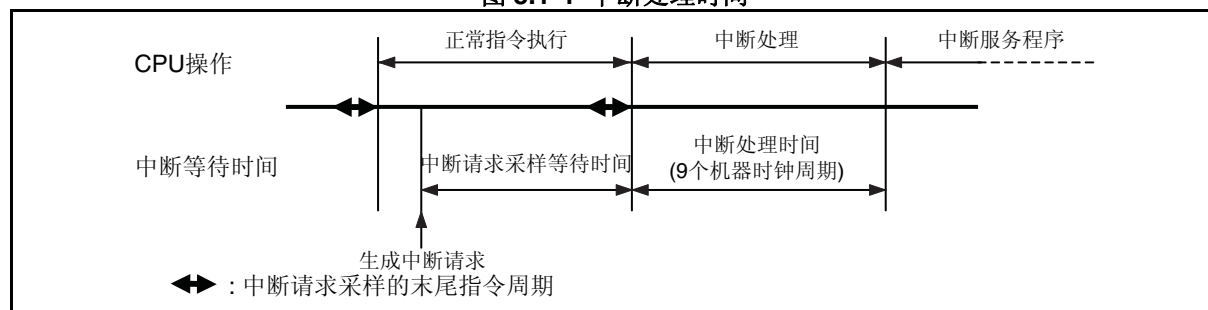 CPU操作
正常指令执行
中断处理
中断服务程序
中断等待时间
中断请求采样等待时间
中断处理时间
(9个机器时钟周期)
生成中断请求
：中断请求采样的末尾指令周期